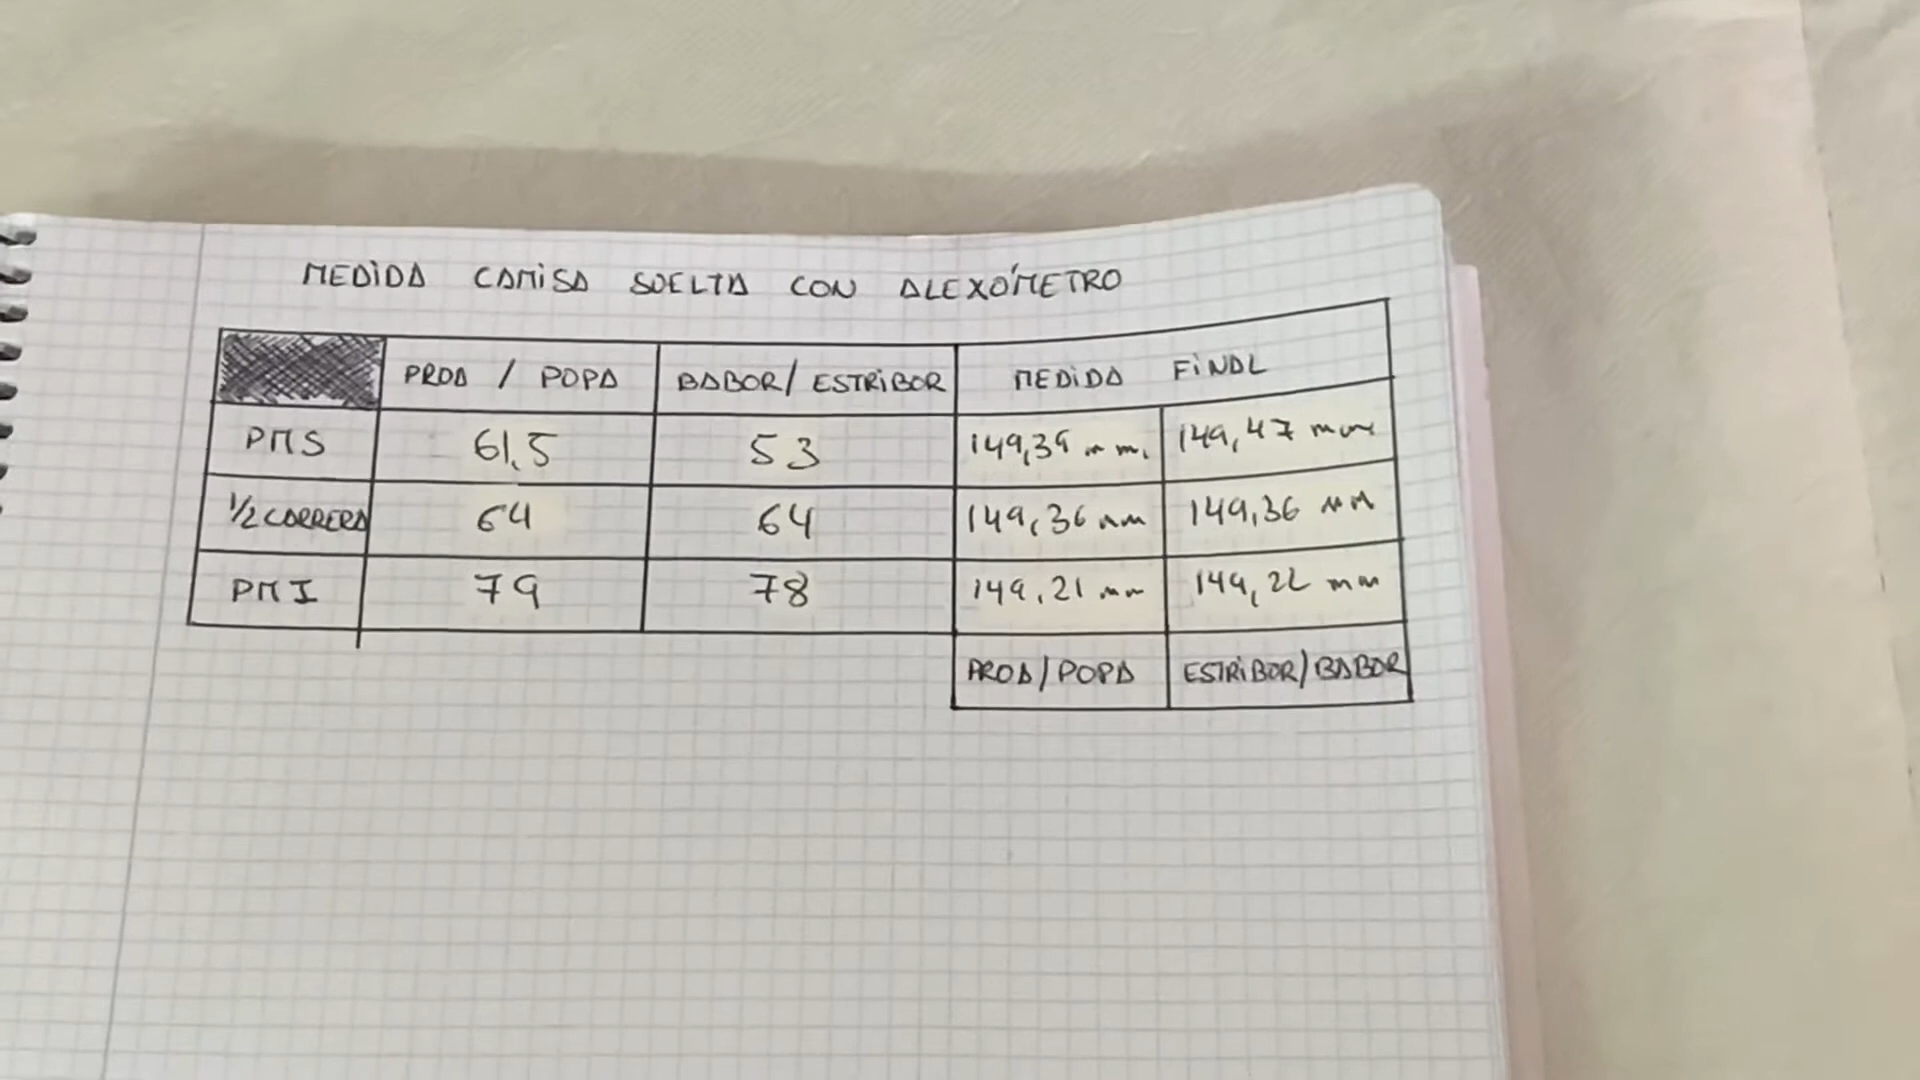 MEDIDA CAMISA SUELTA CON ALEXÓMETRO
PROA / POPA BABOR/ ESTRIBOR MEDIDA FINAL
PMS 61,5 53 149,39 mm. 149,47 mm
1/2 CARRERA 64 64 149,36 mm 149,36 mm
PMI 79 78 149,21 mm 149,22 mm
PROA/POPA ESTRIBOR/BABOR